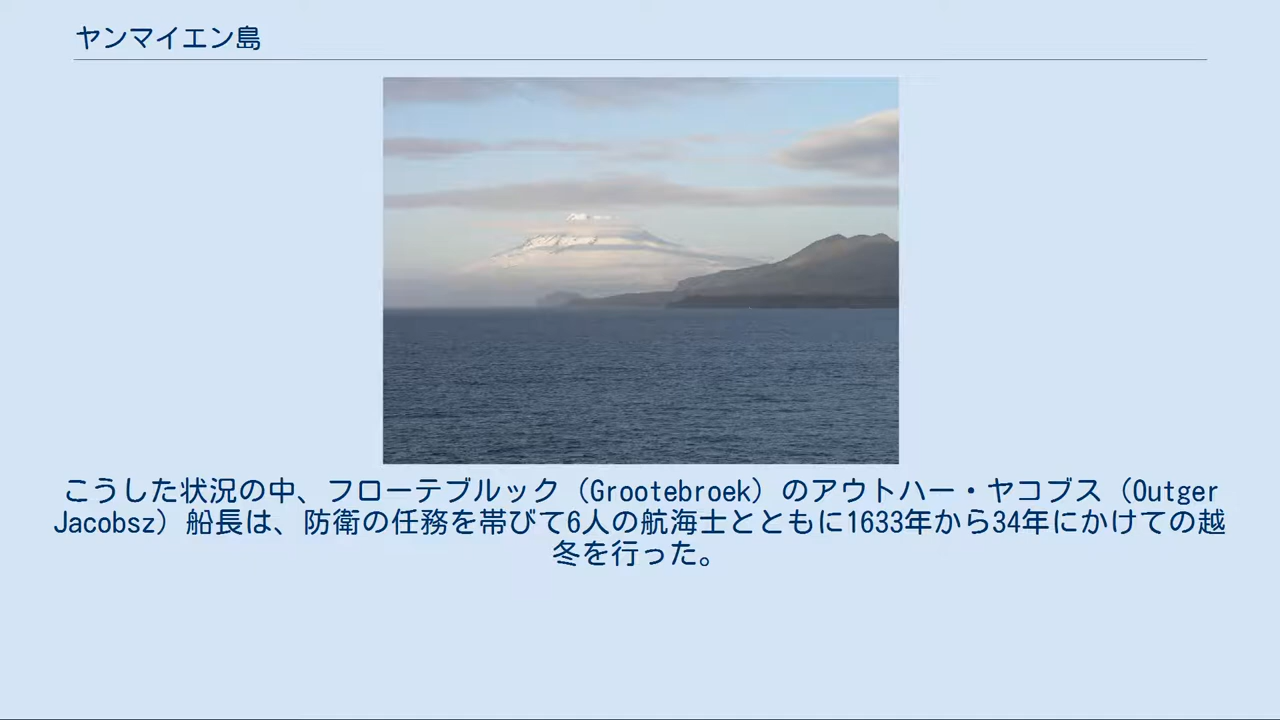 ヤンマイエン島
こうした状況の中、フローテブルック（Grootebroek）のアウトハー・ヤコブス（Outger
Jacobsz）船長は、防衛の任務を帯びて6人の航海士とともに1633年から34年にかけての越
冬を行った。